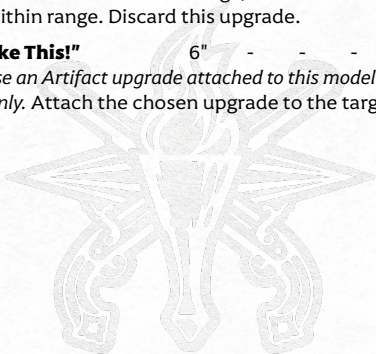 within range. Discard this upgrade.
ke This!” 6" - - -
se an Artifact upgrade attached to this model
only. Attach the chosen upgrade to the targ